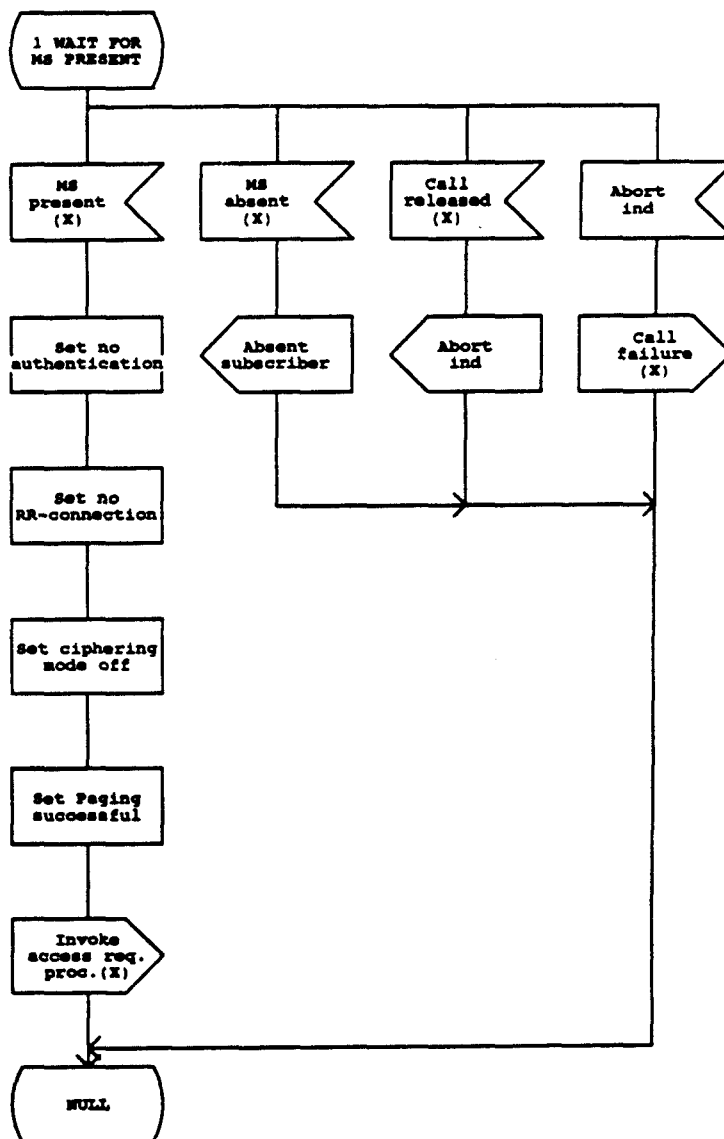 1 WAIT FOR
MS PRESENT
MS
present
(X)
MS
absent
(X)
Call
released
(X)
Abort
ind
Set no
authentication
Absent
subscriber
Abort
ind
Call
failure
(X)
Set no
RR-connection
Set ciphering
mode off
Set Paging
successful
Invoke
access req.
proc.(X)
NULL